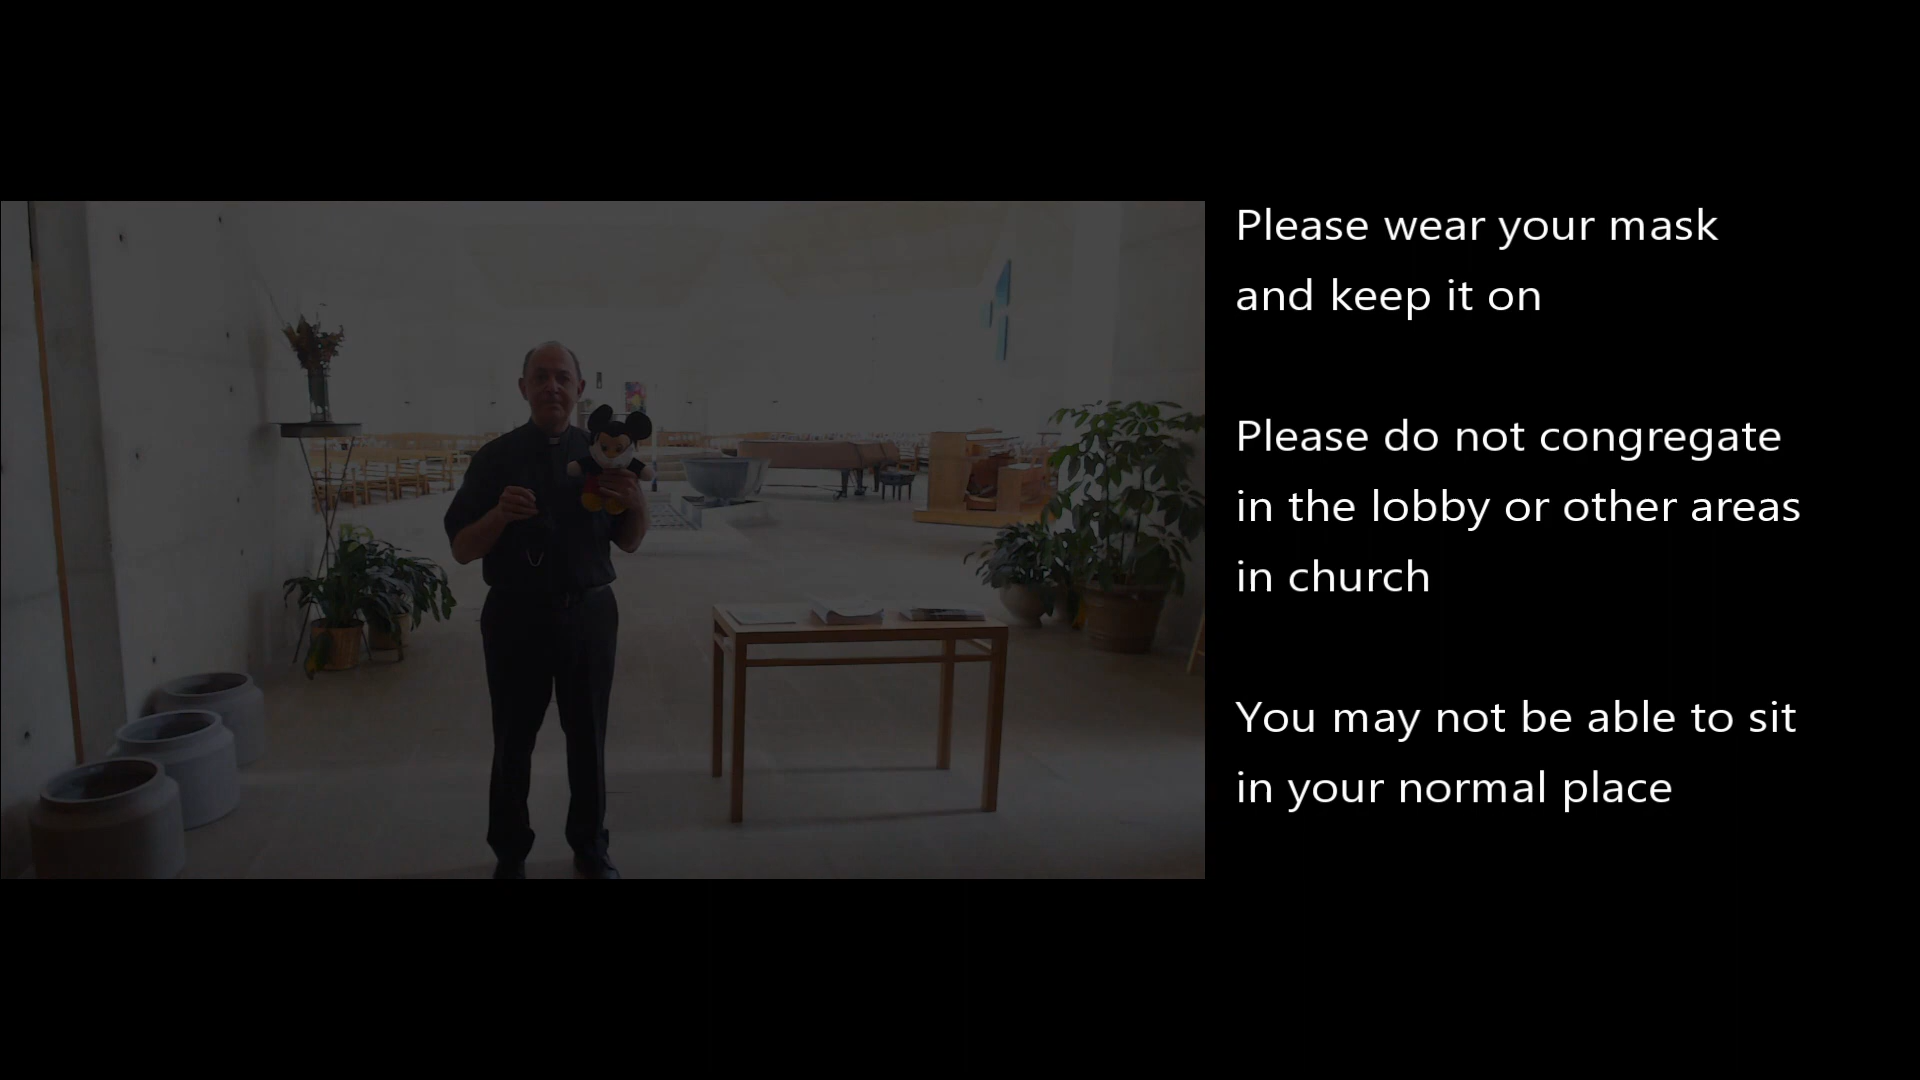 Please wear your mask
and keep it on
Please do not congregate
in the lobby or other areas
in church
You may not be able to sit
in your normal place